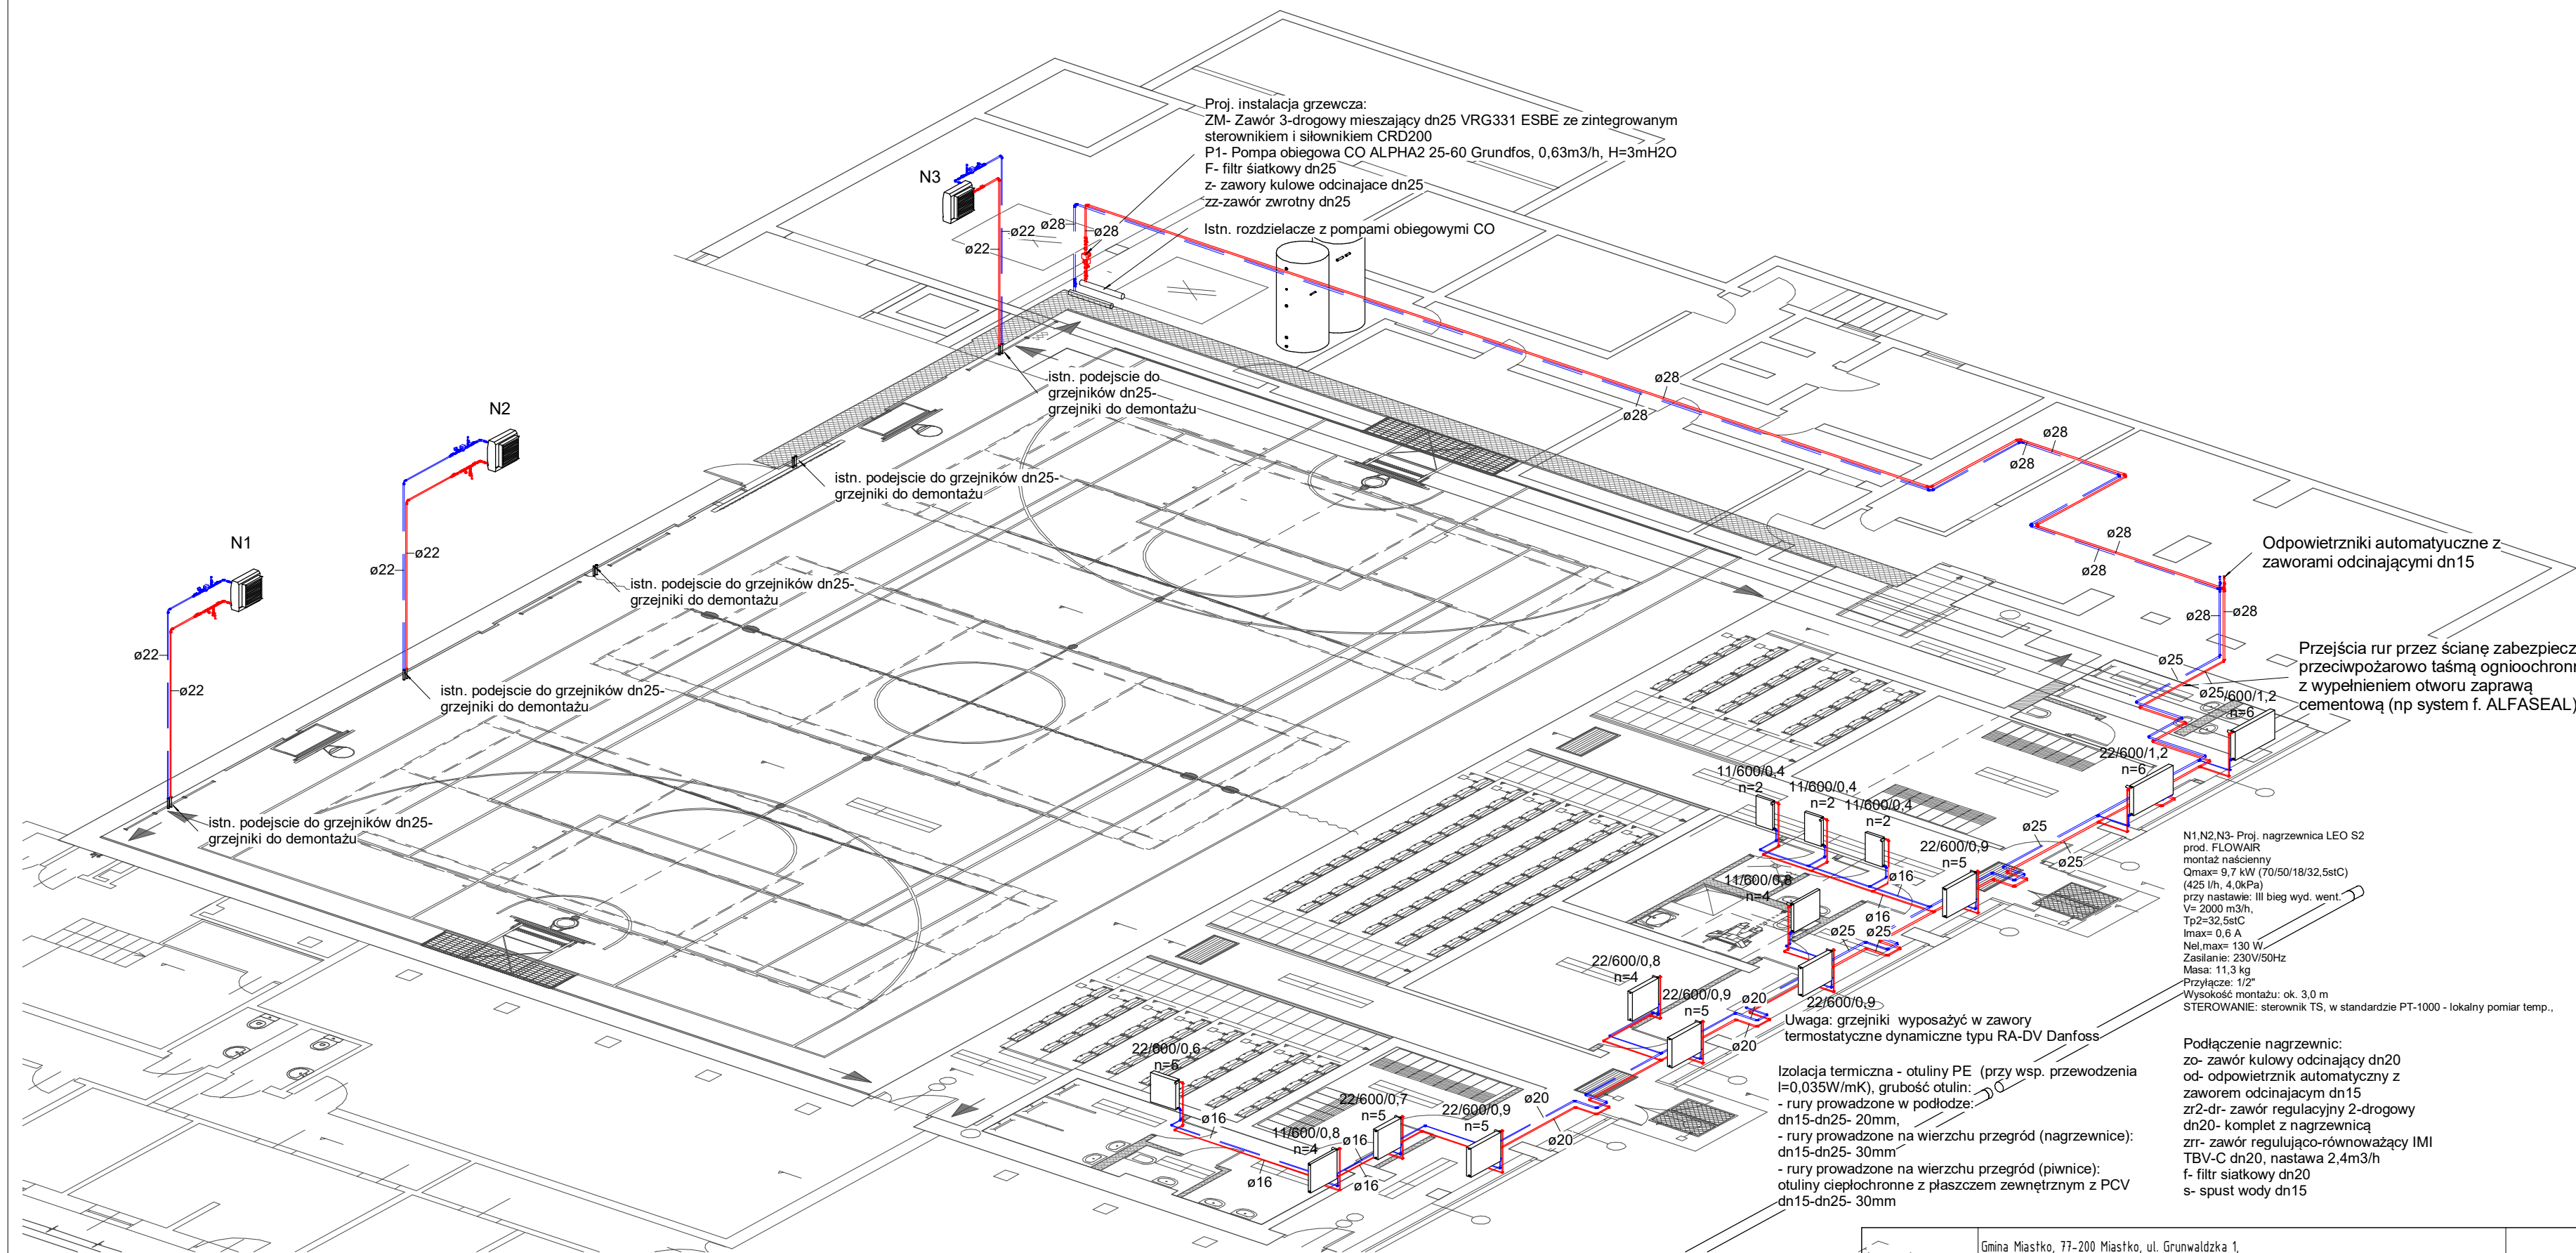 Proj. instalacja grzewcza:
ZM- Zawór 3-drogowy mieszający dn25 VRG331 ESBE ze zintegrowanym
sterownikiem i siłownikiem CRD200
P1- Pompa obiegowa CO ALPHA2 25-60 Grundfos, 0,63m3/h, H=3mH2O
F- filtr śiatkowy dn25
z- zawory kulowe odcinajace dn25
zz-zawór zwrotny dn25
Istn. rozdzielacze z pompami obiegowymi CO
N3
ø22
ø28
ø28
ø22
istn. podejscie do
grzejników dn25-
grzejniki do demontażu
ø28
ø28
N2
ø28
ø28
istn. podejscie do grzejników dn25-
grzejniki do demontażu
N1
ø22
ø22
ø28
ø28
Odpowietrzniki automatyuczne z
zaworami odcinającymi dn15
istn. podejscie do grzejników dn25-
grzejniki do demontażu
ø28
ø28
ø22
ø22
istn. podejscie do grzejników dn25-
grzejniki do demontażu
Przejścia rur przez ścianę zabezpiecz
przeciwpożarowo taśmą ognioochronn
z wypełnieniem otworu zaprawą
cementową (np system f. ALFASEAL)
ø25
ø25
/600/1,2
n=6
22/600/1,2
n=6
istn. podejscie do grzejników dn25-
grzejniki do demontażu
11/600/0,4
n=2
11/600/0,4
n=2
11/600/0,4
n=2
22/600/0,9
n=5
ø25
ø25
11/600/0,8
n=4
ø16
ø16
ø25
ø25
N1,N2,N3- Proj. nagrzewnica LEO S2
prod. FLOWAIR
montaż naścienny
Qmax= 9,7 kW (70/50/18/32,5stC)
(425 l/h, 4,0kPa)
przy nastawie: III bieg wyd. went.
V= 2000 m3/h,
Tp2=32,5stC
Imax= 0,6 A
Nel,max= 130 W
Zasilanie: 230V/50Hz
Masa: 11,3 kg
Przyłącze: 1/2"
Wysokość montażu: ok. 3,0 m
STEROWANIE: sterownik TS, w standardzie PT-1000 - lokalny pomiar temp.,
22/600/0,8
n=4
22/600/0,9
n=5
ø20
22/600/0,9
ø20
Uwaga: grzejniki wyposażyć w zawory
termostatyczne dynamiczne typu RA-DV Danfoss
Izolacja termiczna - otuliny PE (przy wsp. przewodzenia
l=0,035W/mK), grubość otulin:
- rury prowadzone w podłodze:
dn15-dn25- 20mm,
- rury prowadzone na wierzchu przegród (nagrzewnice):
dn15-dn25- 30mm
- rury prowadzone na wierzchu przegród (piwnice):
otuliny ciepłochronne z płaszczem zewnętrznym z PCV
dn15-dn25- 30mm
Podłączenie nagrzewnic:
zo- zawór kulowy odcinający dn20
od- odpowietrznik automatyczny z
zaworem odcinajacym dn15
zr2-dr- zawór regulacyjny 2-drogowy
dn20- komplet z nagrzewnicą
zrr- zawór regulująco-równoważący IMI
TBV-C dn20, nastawa 2,4m3/h
f- filtr siatkowy dn20
s- spust wody dn15
22/600/0,6
n=6
22/600/0,7
n=5
22/600/0,9
n=5
ø20
ø20
ø16
11/600/0,8
n=4
ø16
ø16
ø16
Gmina Miastko, 77-200 Miastko, ul. Grunwaldzka 1,